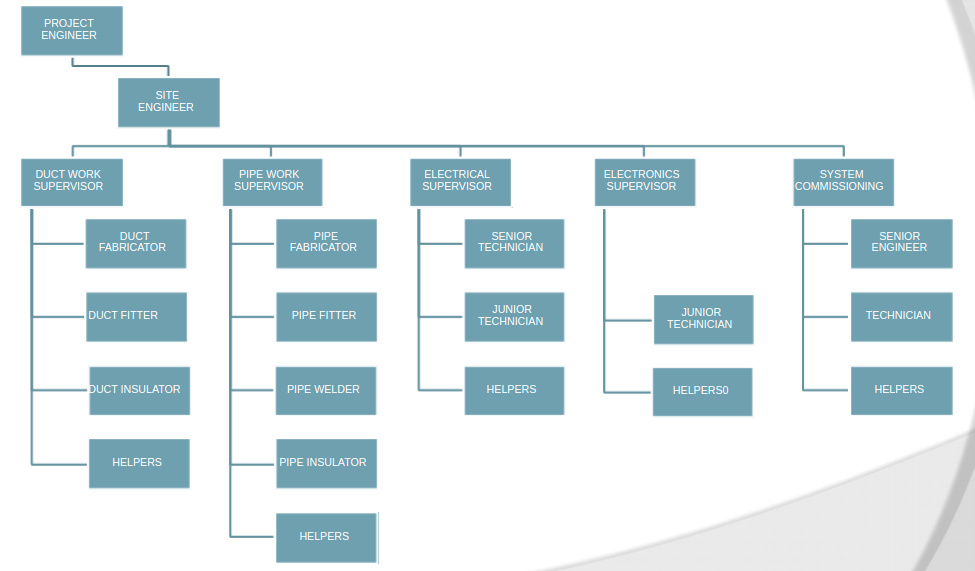 PROJECT
ENGINEER
SITE
ENGINEER
DUCT WORK
SUPERVISOR
PIPE WORK
SUPERVISOR
ELECTRICAL
SUPERVISOR
ELECTRONICS
SUPERVISOR
SYSTEM
COMMISSIONING
DUCT
FABRICATOR
DUCT FITTER
DUCT INSULATOR
HELPERS
PIPE
FABRICATOR
PIPE FITTER
PIPE WELDER
PIPE INSULATOR
HELPERS
SENIOR
TECHNICIAN
JUNIOR
TECHNICIAN
HELPERS
JUNIOR
TECHNICIAN
HELPERS0
SENIOR
ENGINEER
TECHNICIAN
HELPERS